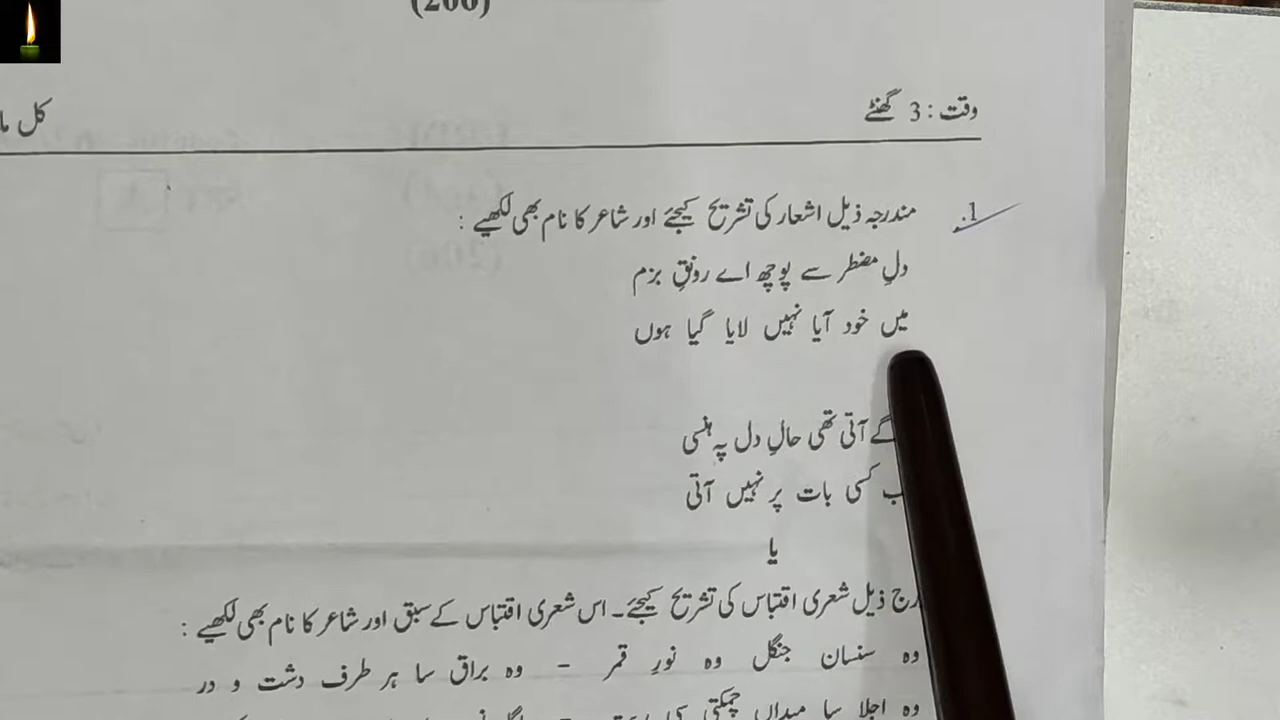 (206)
وقت : 3 گھنٹے
کل
1. مندرجہ ذیل اشعار کی تشریح کیجئے اور شاعر کا نام بھی لکھیے :
دلِ مضطر سے پوچھ اے رونقِ بزم
میں خود آیا نہیں لایا گیا ہوں
آتی تھی حالِ دل پہ ہنسی
کسی بات پر نہیں آتی
یا
ذیل شعری اقتباس کی تشریح کیجئے۔ اس شعری اقتباس کے سبق اور شاعر کا نام بھی لکھیے :
وہ سنسان جنگل وہ نورِ قمر - وہ براق سا ہر طرف دشت و در
وہ اجلا سا میداں چمکتی سی